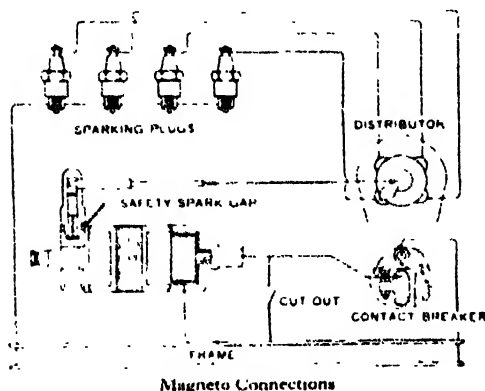 SPARKING PLUGS
DISTRIBUTOR
SAFETY SPARK GAP
CUT OUT
CONTACT BREAKER
FRAME
Magneto Connections